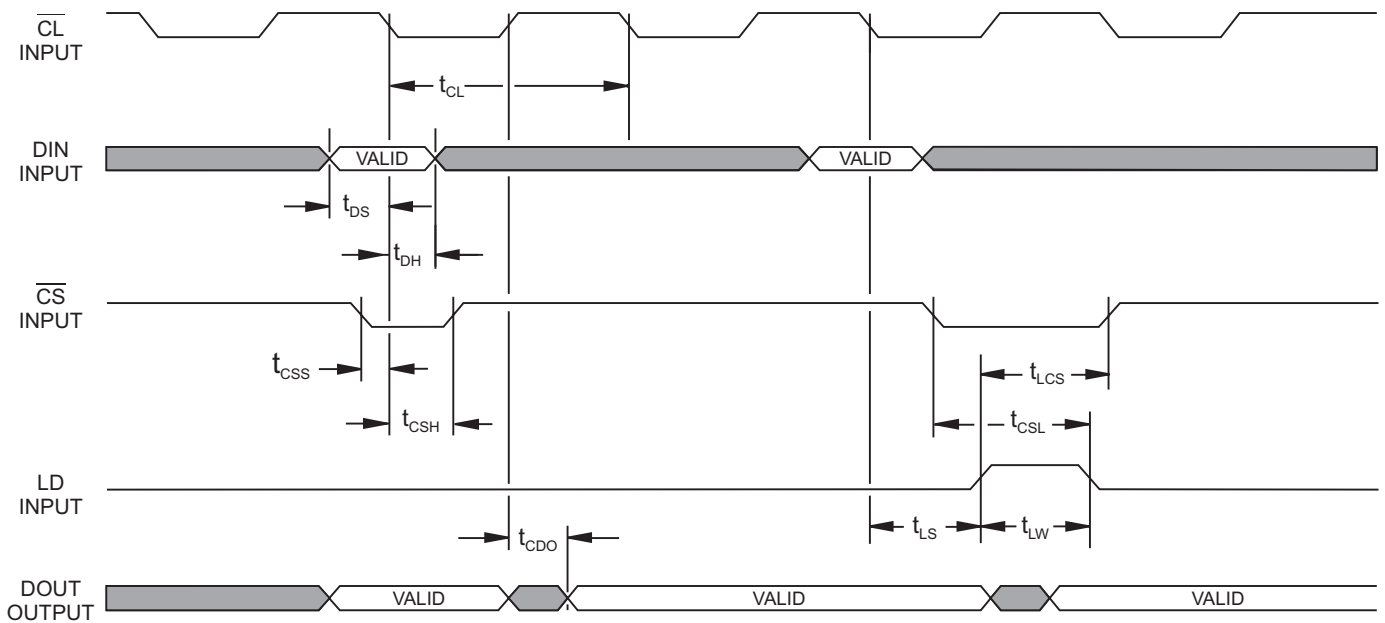 CL
INPUT
tCL
DIN
INPUT
VALID
VALID
tDS
tDH
CS
INPUT
tCSS
tLCS
tCSH
tCSL
LD
INPUT
tLS
tLW
tCDO
DOUT
OUTPUT
VALID
VALID
VALID